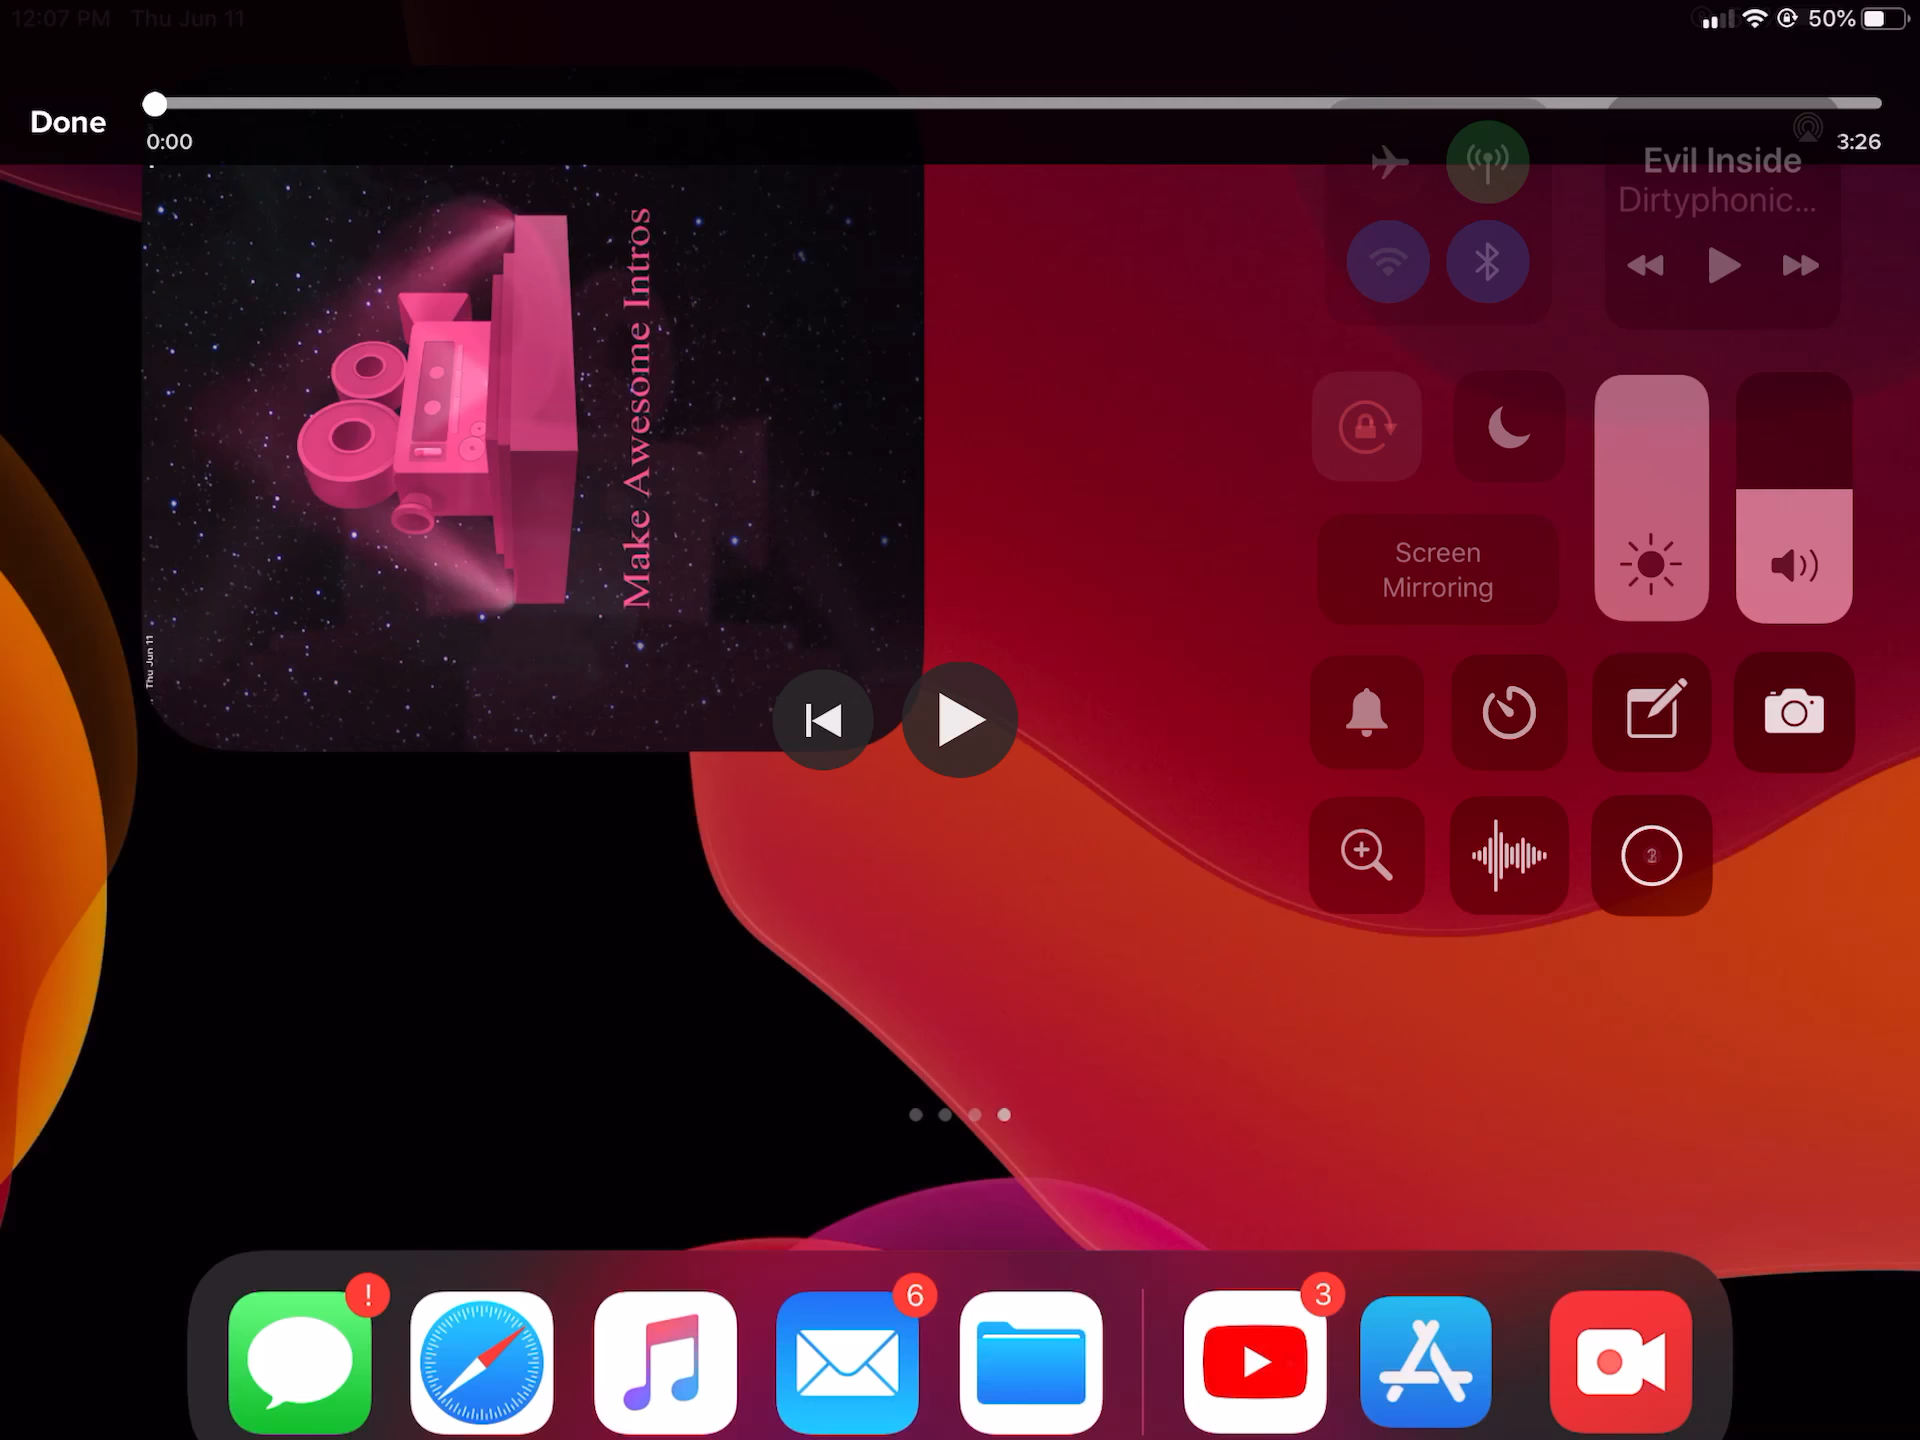 12:07 PM Thu Jun 11
50%
Done
0:00
3:26
Evil Inside
Dirtyphonic...
Make Awesome Intros
Thu Jun 11
Screen
Mirroring
!
6
3